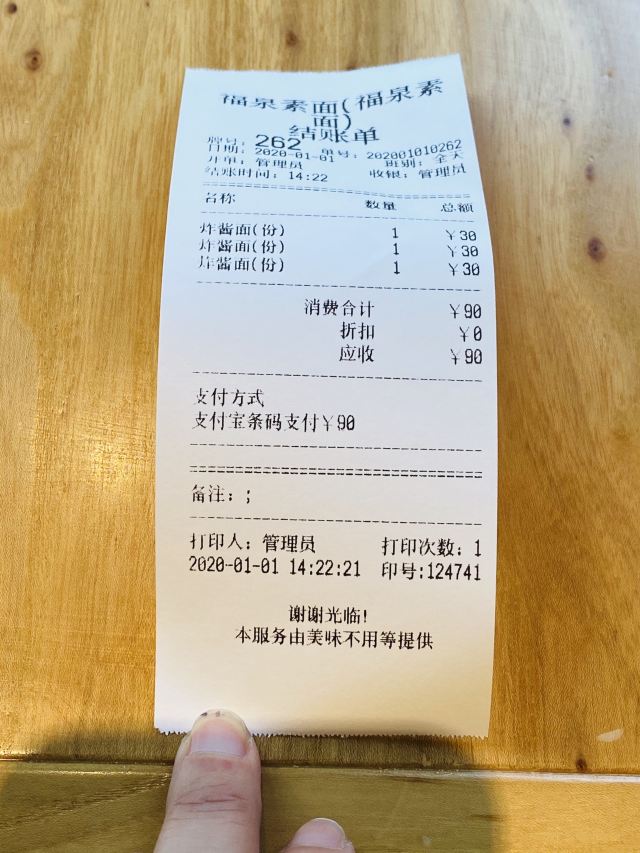 福泉素面(福泉素
面)
结账单
牌号: 262
日期: 2020-01-01 单号: 202001010262
开单: 管理员 班别: 全天
结账时间: 14:22 收银: 管理员
名称 数量 总额
炸酱面(份) 1 ¥30
炸酱面(份) 1 ¥30
炸酱面(份) 1 ¥30
消费合计 ¥90
折扣 ¥0
应收 ¥90
支付方式
支付宝条码支付¥90
备注: ;
打印人: 管理员 打印次数: 1
2020-01-01 14:22:21 印号:124741
谢谢光临!
本服务由美味不用等提供